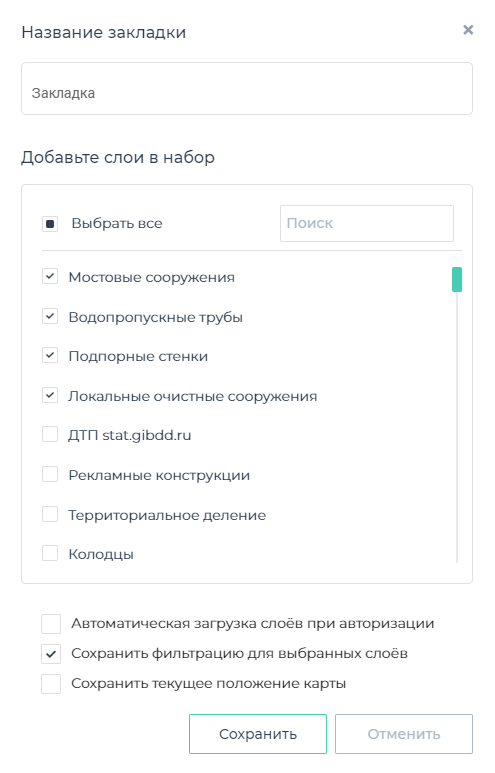 Название закладки
Закладка
Добавьте слои в набор
Выбрать все Поиск
Мостовые сооружения
Водопропускные трубы
Подпорные стенки
Локальные очистные сооружения
ДТП stat.gibdd.ru
Рекламные конструкции
Территориальное деление
Колодцы
Автоматическая загрузка слоёв при авторизации
Сохранить фильтрацию для выбранных слоёв
Сохранить текущее положение карты
Сохранить Отменить